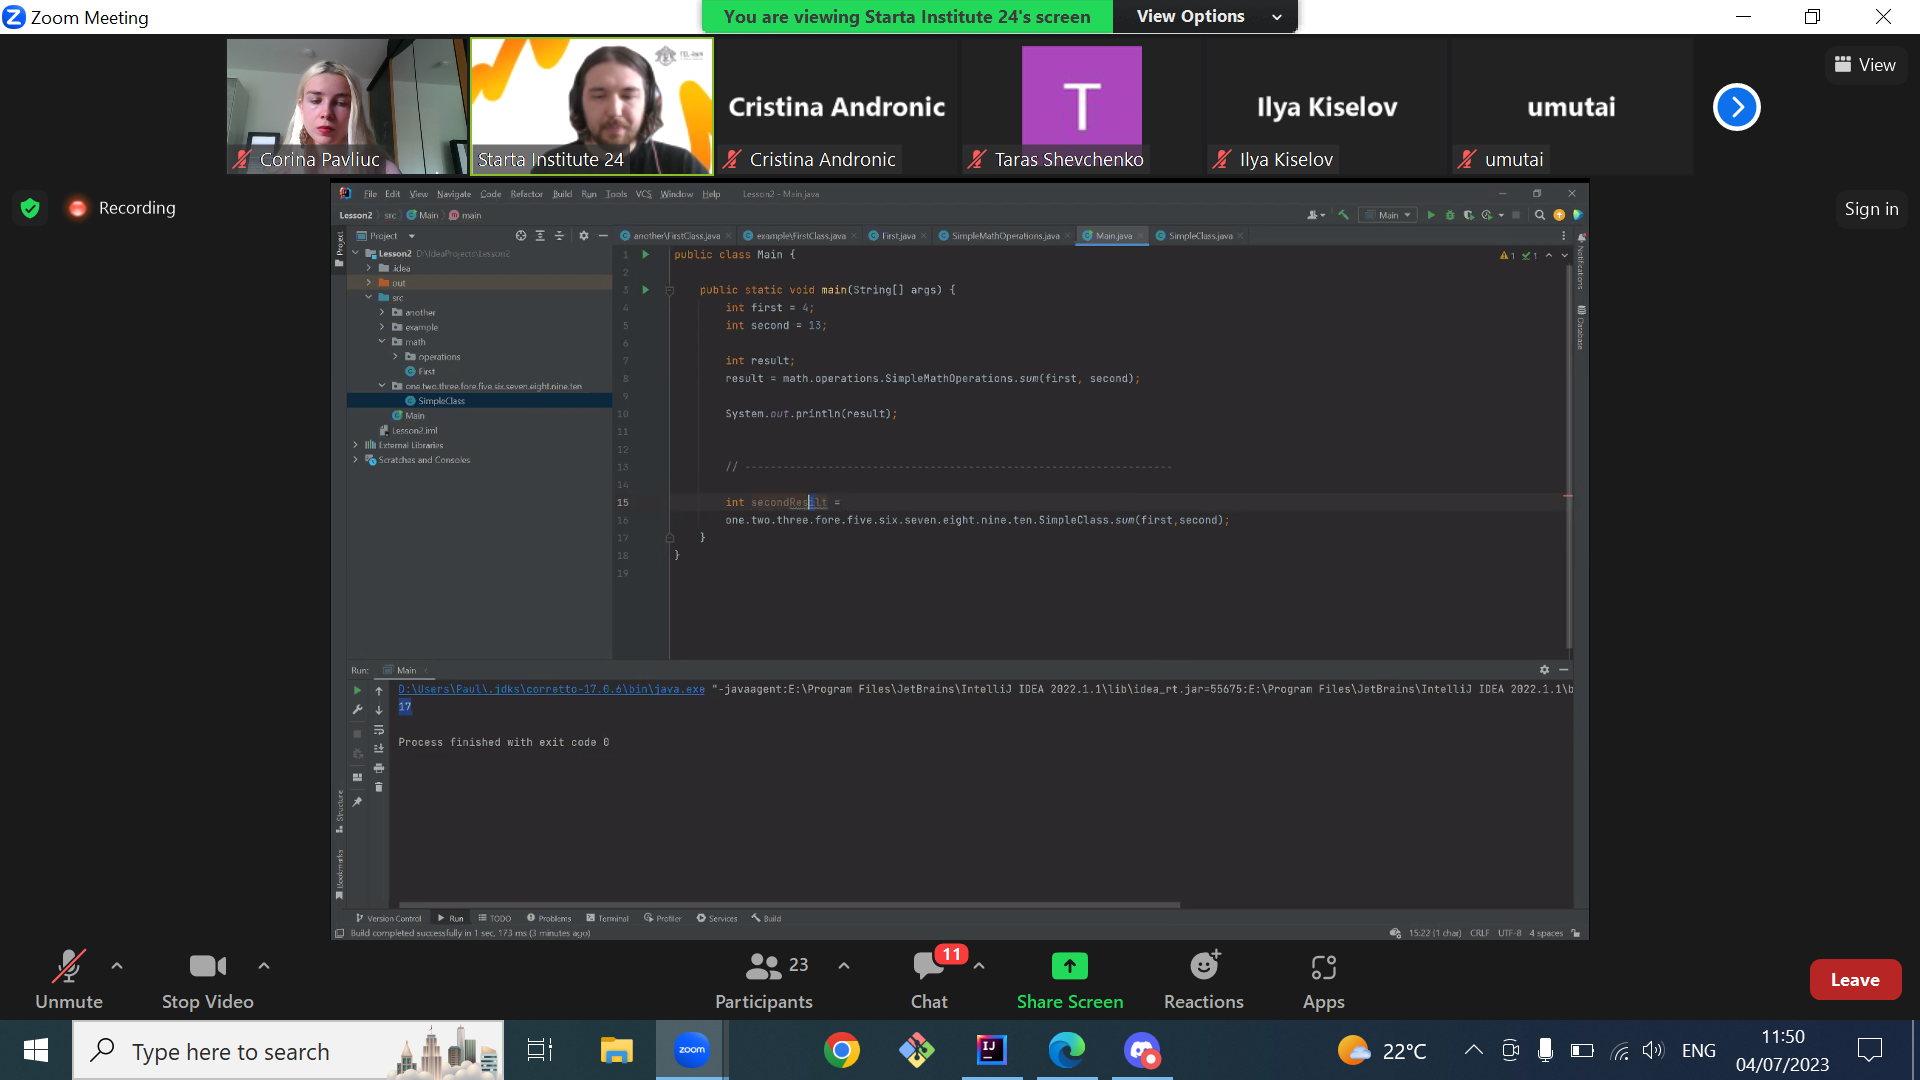 Zoom Meeting
You are viewing Starta Institute 24's screen
View Options
Corina Pavliuc
Starta Institute 24
Cristina Andronic
Cristina Andronic
T
Taras Shevchenko
Ilya Kiselov
Ilya Kiselov
umutai
umutai
View
Recording
Sign in
File Edit View Navigate Code Refactor Build Run Tools VCS Window Help Lesson2 - Main.java
Lesson2 src Main main
Main
Project
another\FirstClass.java example\FirstClass.java First.java SimpleMathOperations.java Main.java SimpleClass.java
Project
Lesson2 D:\IdeaProjects\Lesson2
.idea
out
src
another
example
math
operations
First
one.two.three.fore.five.six.seven.eight.nine.ten
SimpleClass
Main
Lesson2.iml
External Libraries
Scratches and Consoles
1 public class Main {
2
3 public static void main(String[] args) {
4 int first = 4;
5 int second = 13;
6
7 int result;
8 result = math.operations.SimpleMathOperations.sum(first, second);
9
10 System.out.println(result);
11
12
13 // -------------------------------------------------------------------
14
15 int secondResilt =
16 one.two.three.fore.five.six.seven.eight.nine.ten.SimpleClass.sum(first,second);
17 }
18 }
19
1 1
Notifications
Database
Run: Main
D:\Users\Paul\.jdks\corretto-17.0.6\bin\java.exe "-javaagent:E:\Program Files\JetBrains\IntelliJ IDEA 2022.1.1\lib\idea_rt.jar=55675:E:\Program Files\JetBrains\IntelliJ IDEA 2022.1.1\b
17
Process finished with exit code 0
Structure
Bookmarks
Version Control Run TODO Problems Terminal Profiler Services Build
Build completed successfully in 1 sec, 173 ms (3 minutes ago)
15:22 (1 char) CRLF UTF-8 4 spaces
Unmute
Stop Video
23
Participants
11
Chat
Share Screen
Reactions
Apps
Leave
Type here to search
zoom
IJ
22°C
ENG
11:50
04/07/2023